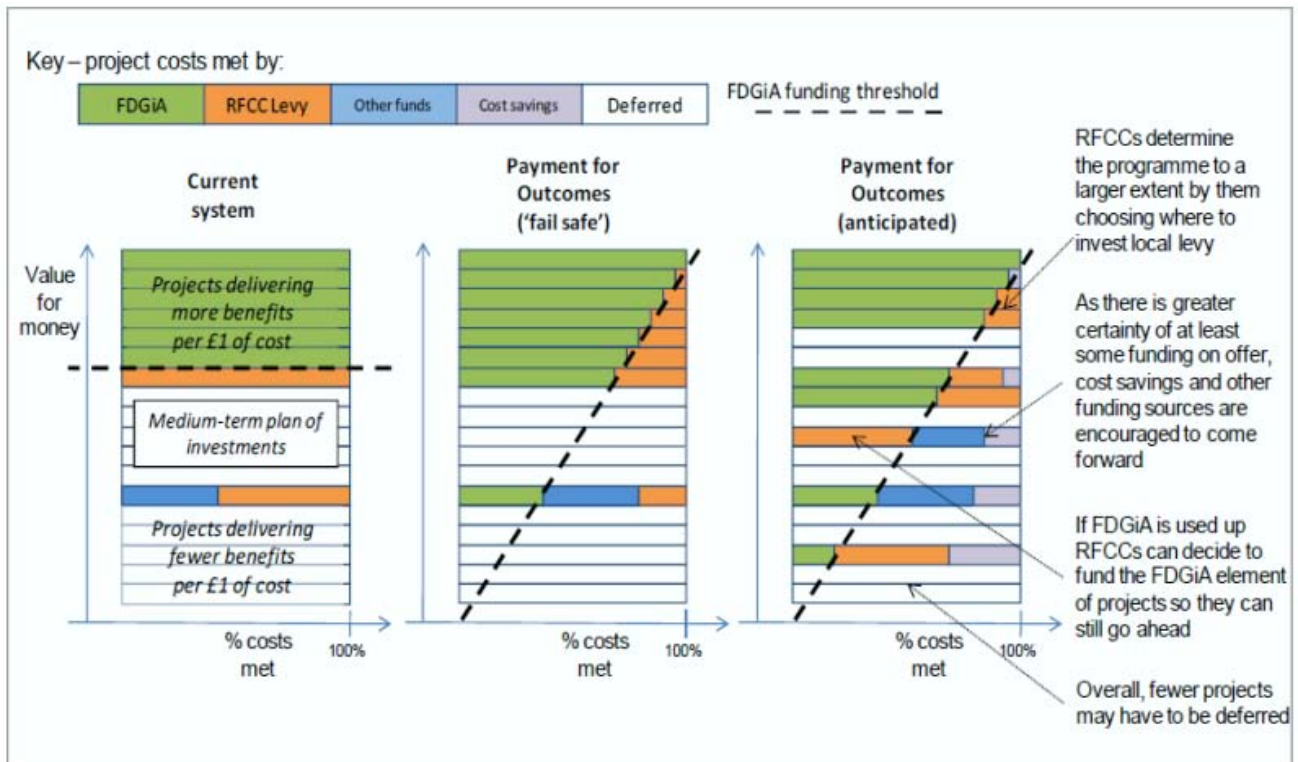 Key – project costs met by:
FDGiA
RFCC Levy
Other funds
Cost savings
Deferred
FDGiA funding threshold
Current
system
Payment for
Outcomes
('fail safe')
Payment for
Outcomes
(anticipated)
Value
for
money
Projects delivering
more benefits
per £1 of cost
Medium-term plan of
investments
Projects delivering
fewer benefits
per £1 of cost
% costs
met
100%
% costs
met
100%
% costs
met
100%
RFCCs determine
the programme to a
larger extent by them
choosing where to
invest local levy
As there is greater
certainty of at least
some funding on offer,
cost savings and other
funding sources are
encouraged to come
forward
If FDGiA is used up
RFCCs can decide to
fund the FDGiA element
of projects so they can
still go ahead
Overall, fewer projects
may have to be deferred